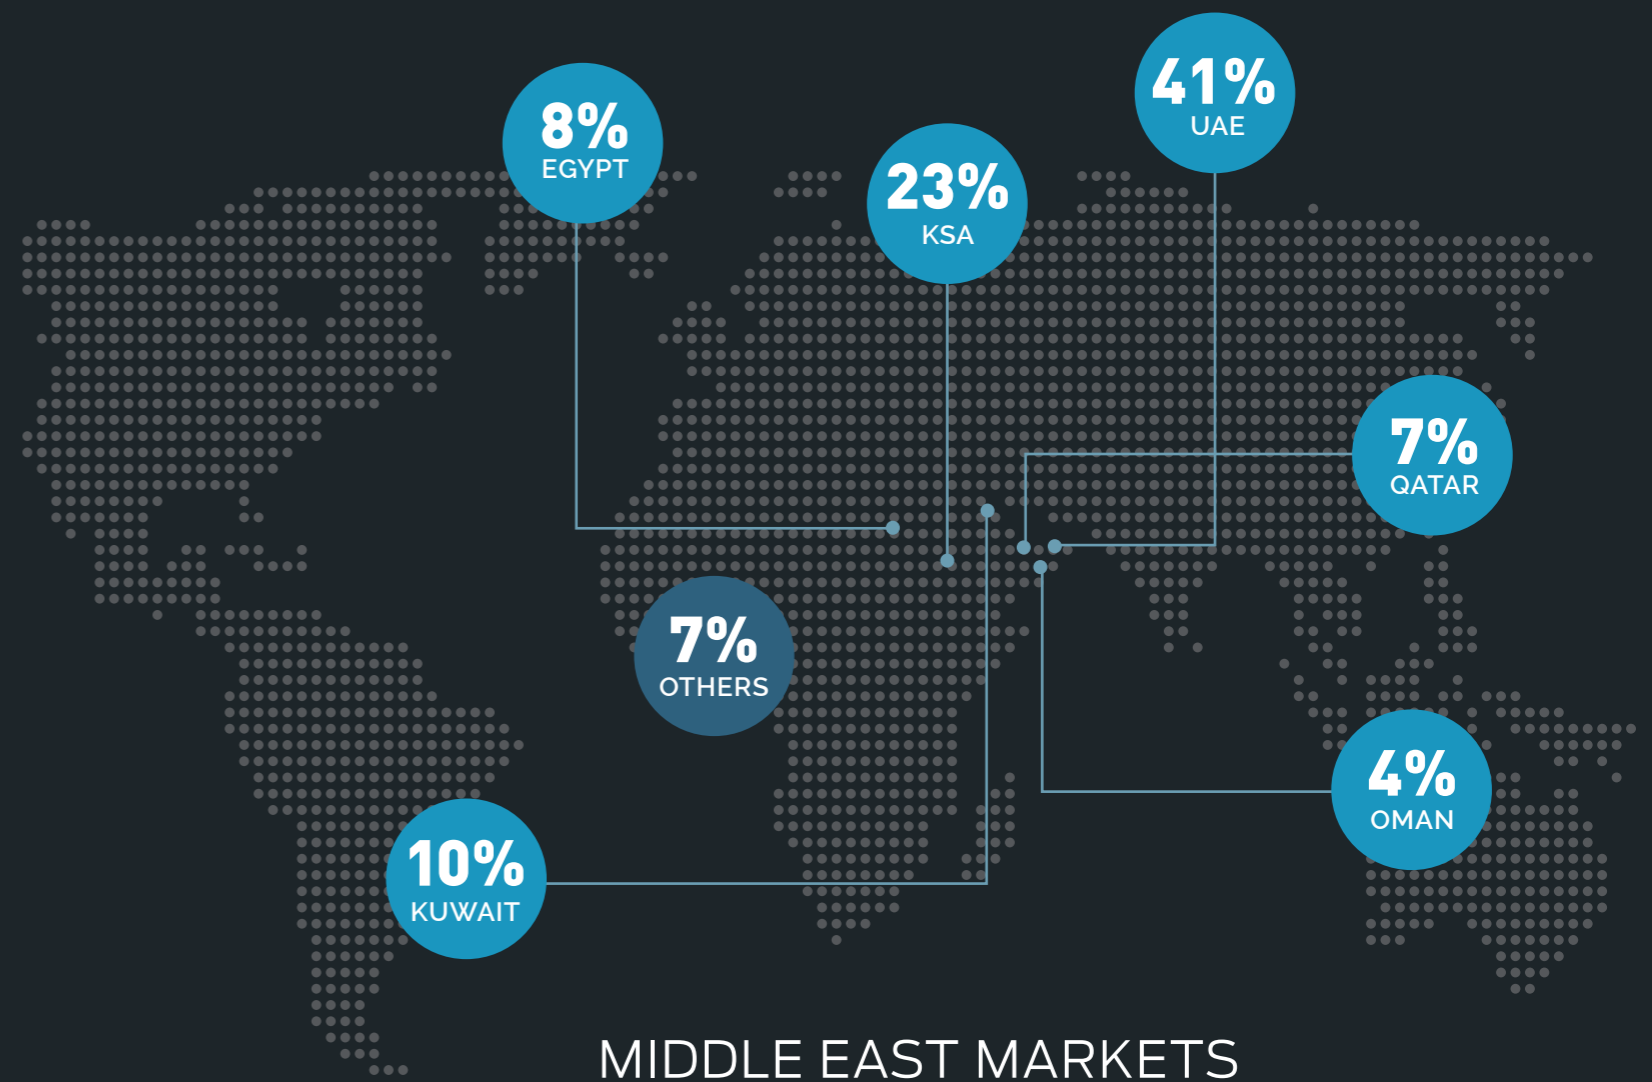 41%
UAE
8%
EGYPT
23%
KSA
7%
QATAR
7%
OTHERS
4%
OMAN
10%
KUWAIT
MIDDLE EAST MARKETS